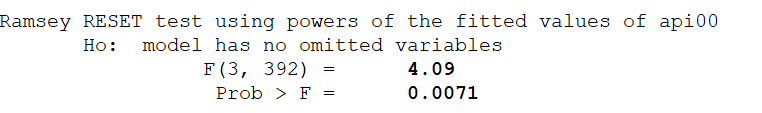 Ramsey RESET test using powers of the fitted values of api00
Ho:  model has no omitted variables
F(3, 392) =      4.09
Prob > F =      0.0071